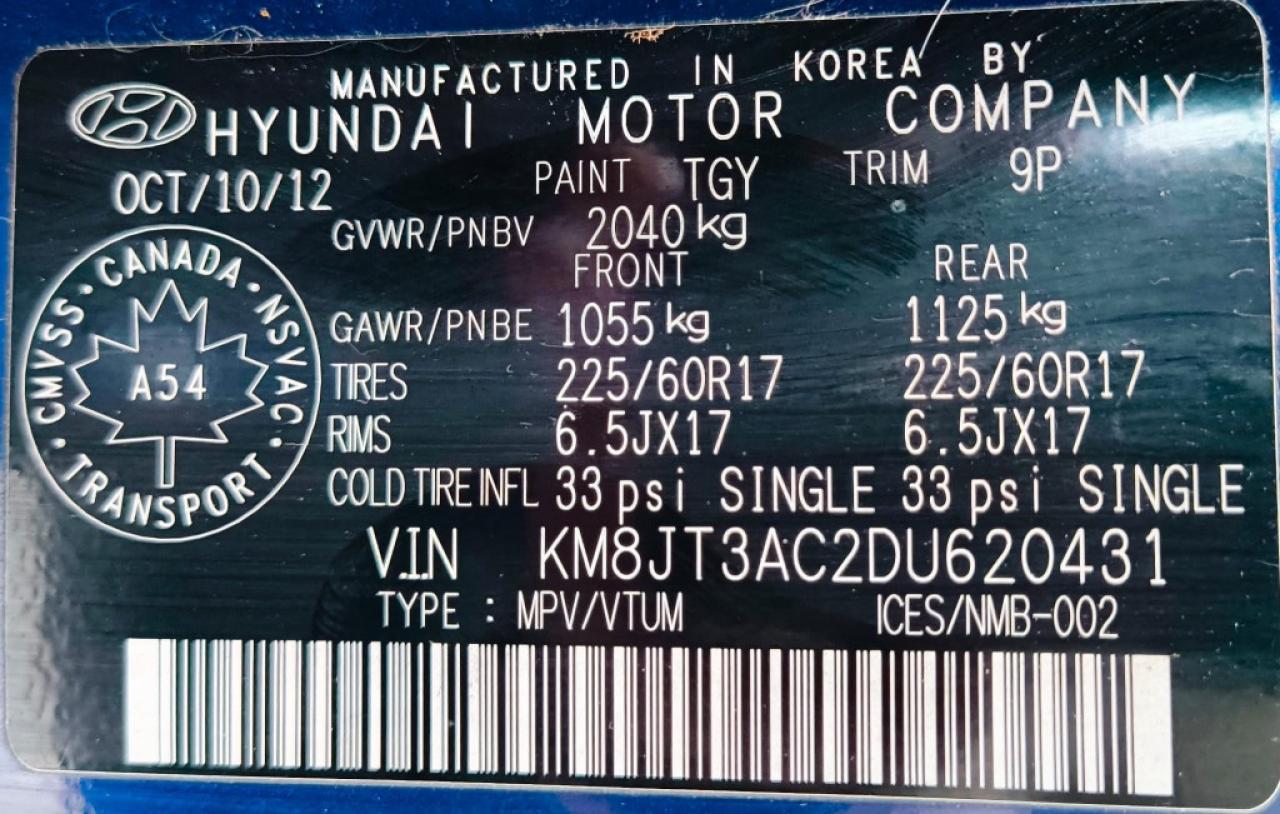 MANUFACTURED IN KOREA BY
HYUNDAI MOTOR COMPANY
OCT/10/12 PAINT TGY TRIM 9P
GVWR/PNBV 2040 kg
FRONT REAR
GAWR/PNBE 1055 kg 1125 kg
TIRES 225/60R17 225/60R17
RIMS 6.5JX17 6.5JX17
COLD TIRE INFL 33 psi SINGLE 33 psi SINGLE
V.I.N KM8JT3AC2DU620431
TYPE : MPV/VTUM ICES/NMB-002
CMVSS · CANADA · NSVAC · TRANSPORT ·
A54